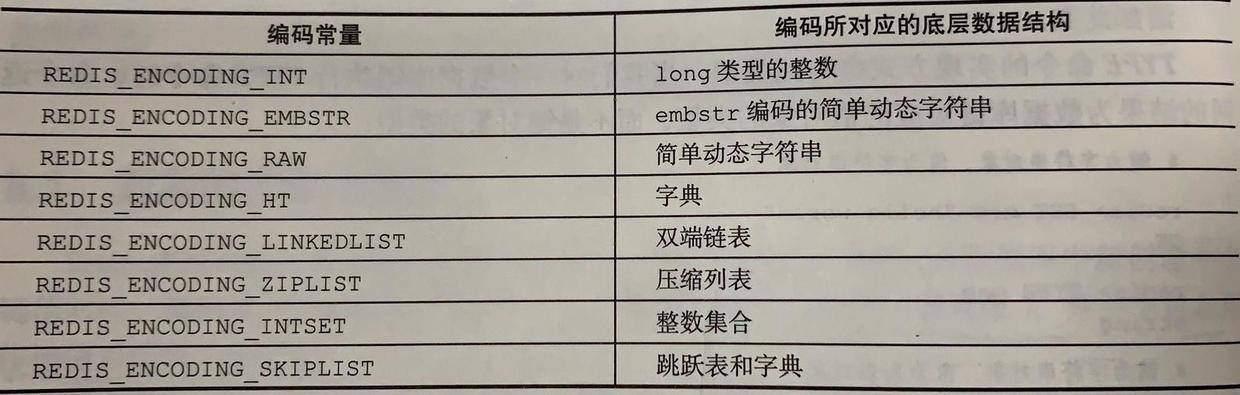 编码常量 编码所对应的底层数据结构
REDIS_ENCODING_INT long 类型的整数
REDIS_ENCODING_EMBSTR embstr 编码的简单动态字符串
REDIS_ENCODING_RAW 简单动态字符串
REDIS_ENCODING_HT 字典
REDIS_ENCODING_LINKEDLIST 双端链表
REDIS_ENCODING_ZIPLIST 压缩列表
REDIS_ENCODING_INTSET 整数集合
REDIS_ENCODING_SKIPLIST 跳跃表和字典